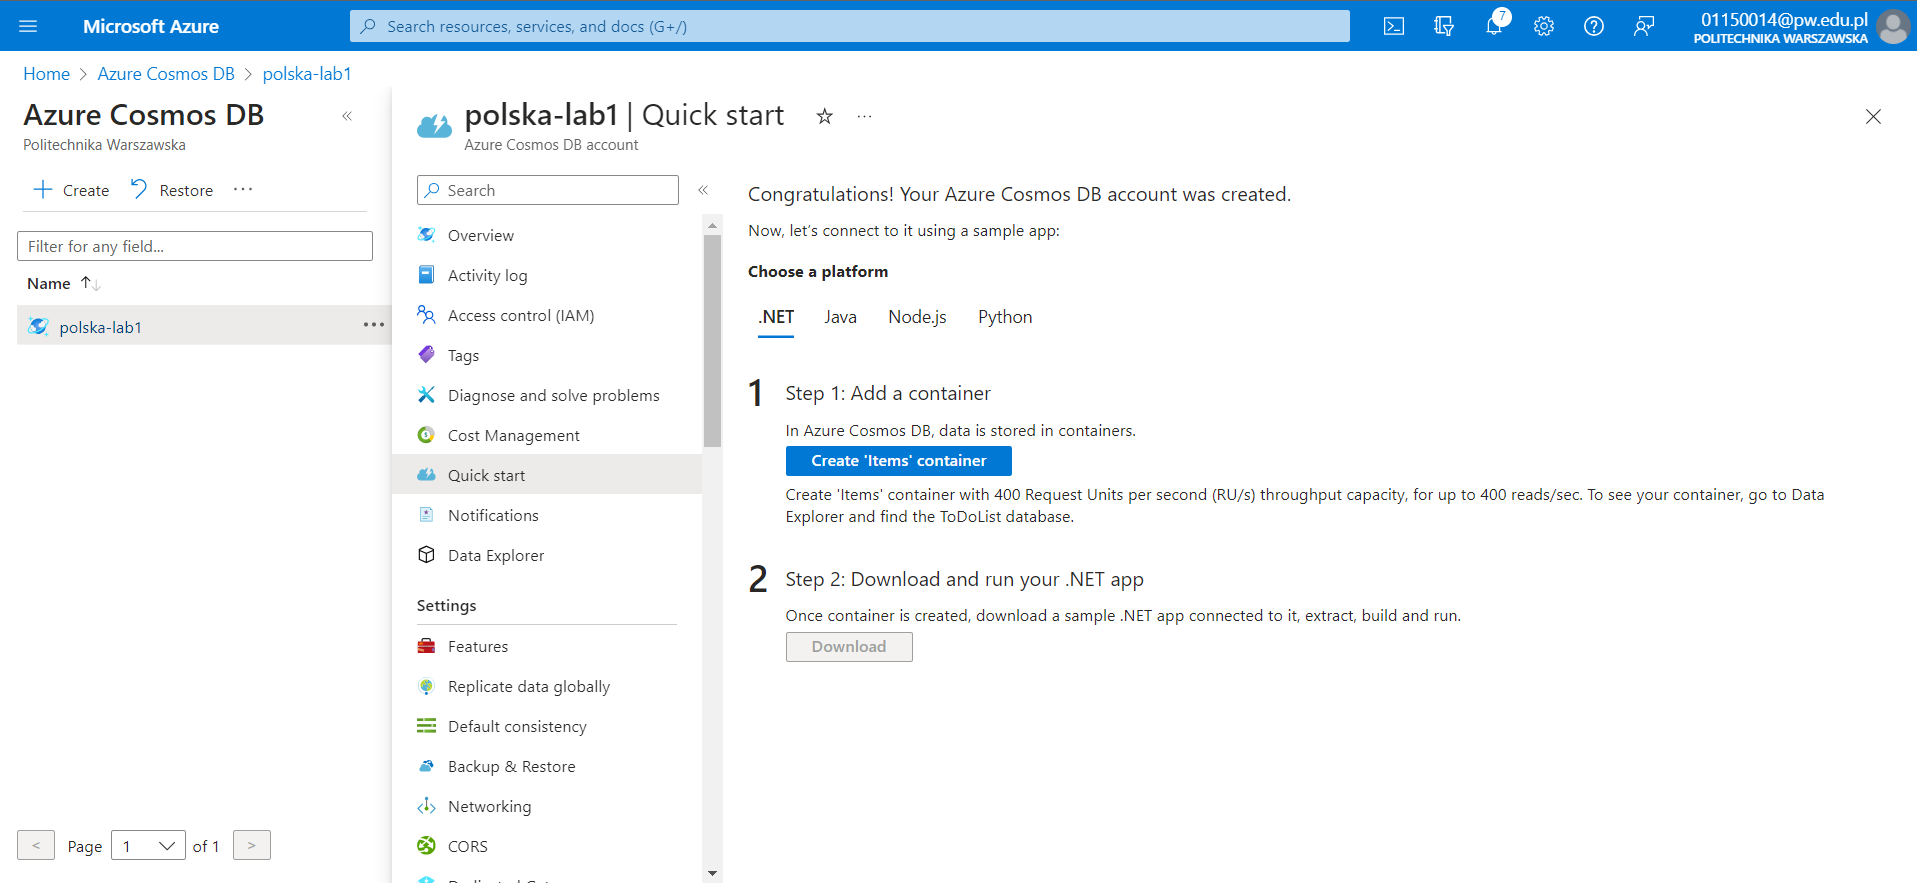 Microsoft Azure
Search resources, services, and docs (G+/)
7
01150014@pw.edu.pl
POLITECHNIKA WARSZAWSKA
Home > Azure Cosmos DB > polska-lab1
Azure Cosmos DB
Politechnika Warszawska
Create
Restore
Filter for any field...
Name
polska-lab1
< Page 1 of 1 >
polska-lab1 | Quick start
Azure Cosmos DB account
Search
Overview
Activity log
Access control (IAM)
Tags
Diagnose and solve problems
Cost Management
Quick start
Notifications
Data Explorer
Settings
Features
Replicate data globally
Default consistency
Backup & Restore
Networking
CORS
Congratulations! Your Azure Cosmos DB account was created.
Now, let’s connect to it using a sample app:
Choose a platform
.NET Java Node.js Python
1 Step 1: Add a container
In Azure Cosmos DB, data is stored in containers.
Create 'Items' container
Create 'Items' container with 400 Request Units per second (RU/s) throughput capacity, for up to 400 reads/sec. To see your container, go to Data
Explorer and find the ToDoList database.
2 Step 2: Download and run your .NET app
Once container is created, download a sample .NET app connected to it, extract, build and run.
Download